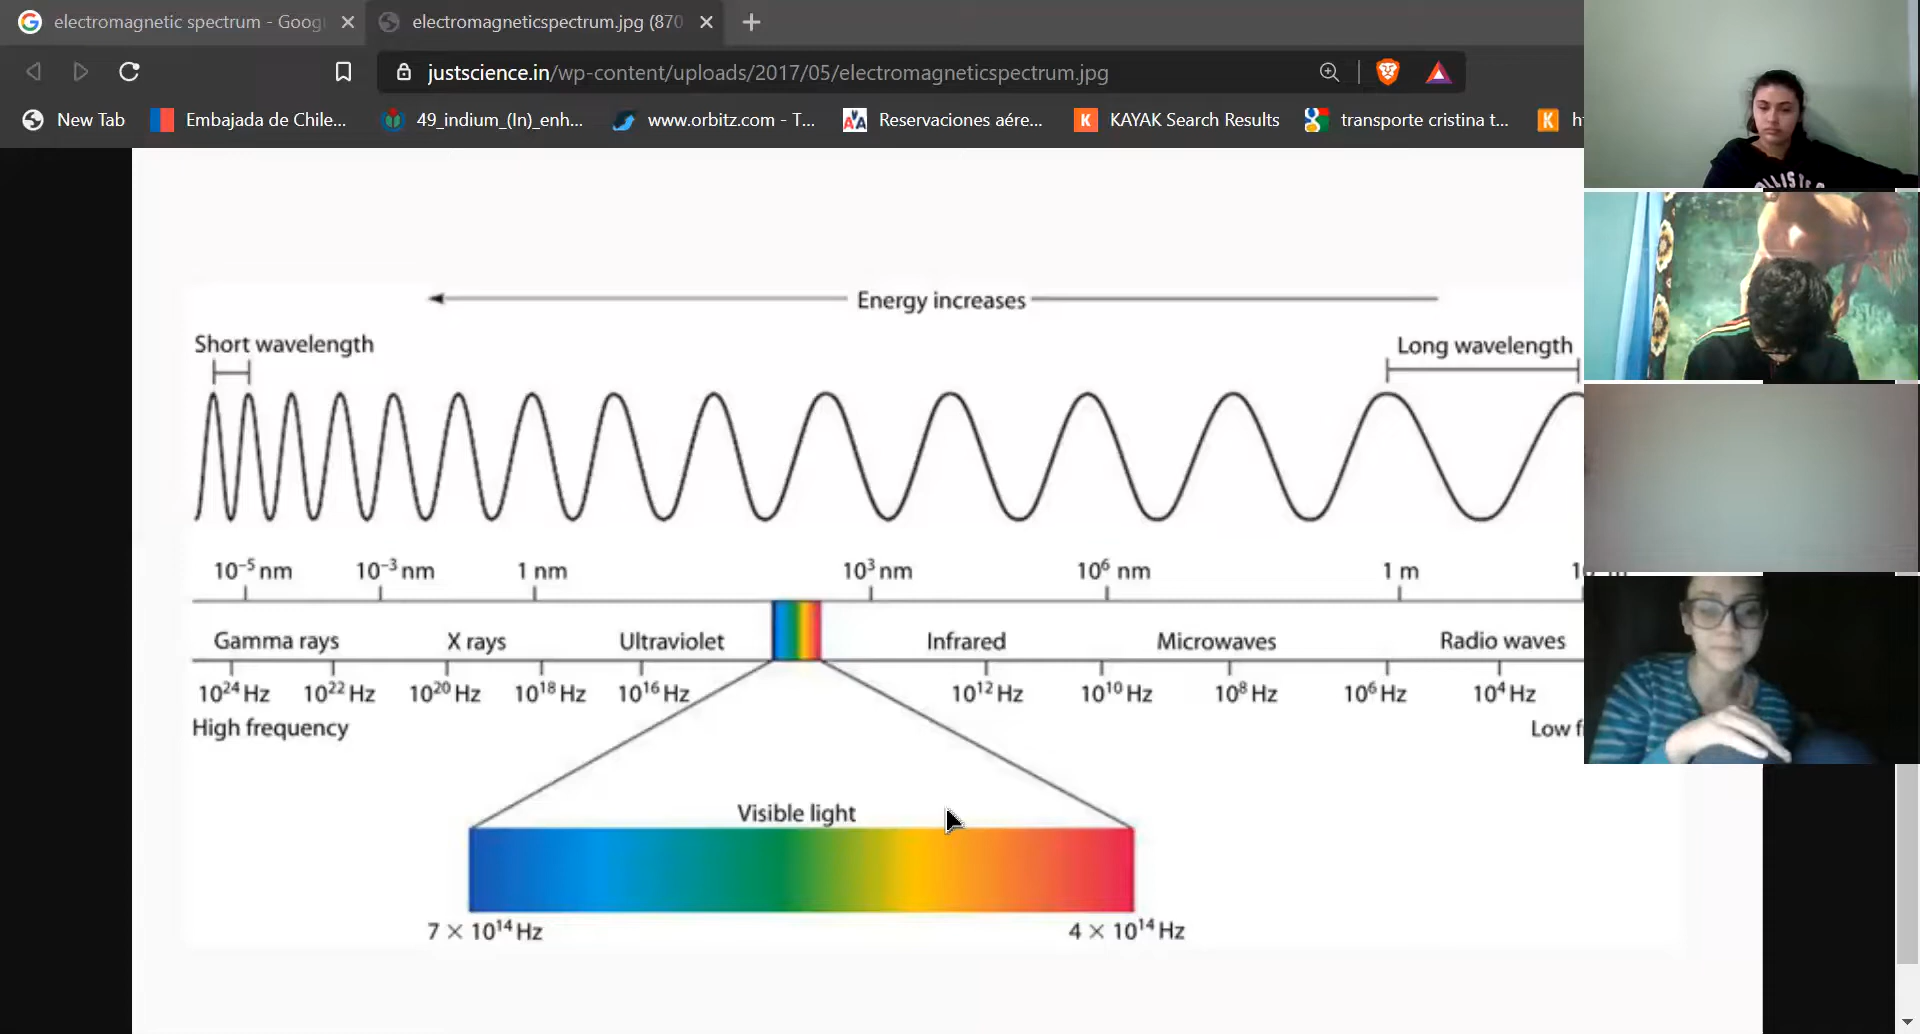 electromagnetic spectrum - Goog
electromagneticspectrum.jpg (870
justscience.in/wp-content/uploads/2017/05/electromagneticspectrum.jpg
New Tab Embajada de Chile... 49_indium_(In)_enh... www.orbitz.com - T... Reservaciones aére... KAYAK Search Results transporte cristina t...
Energy increases
Short wavelength
Long wavelength
10⁻⁵ nm 10⁻³ nm 1 nm 10³ nm 10⁶ nm 1 m
Gamma rays X rays Ultraviolet Infrared Microwaves Radio waves
10²⁴ Hz 10²² Hz 10²⁰ Hz 10¹⁸ Hz 10¹⁶ Hz 10¹² Hz 10¹⁰ Hz 10⁸ Hz 10⁶ Hz 10⁴ Hz
High frequency Low f
Visible light
7 × 10¹⁴ Hz 4 × 10¹⁴ Hz